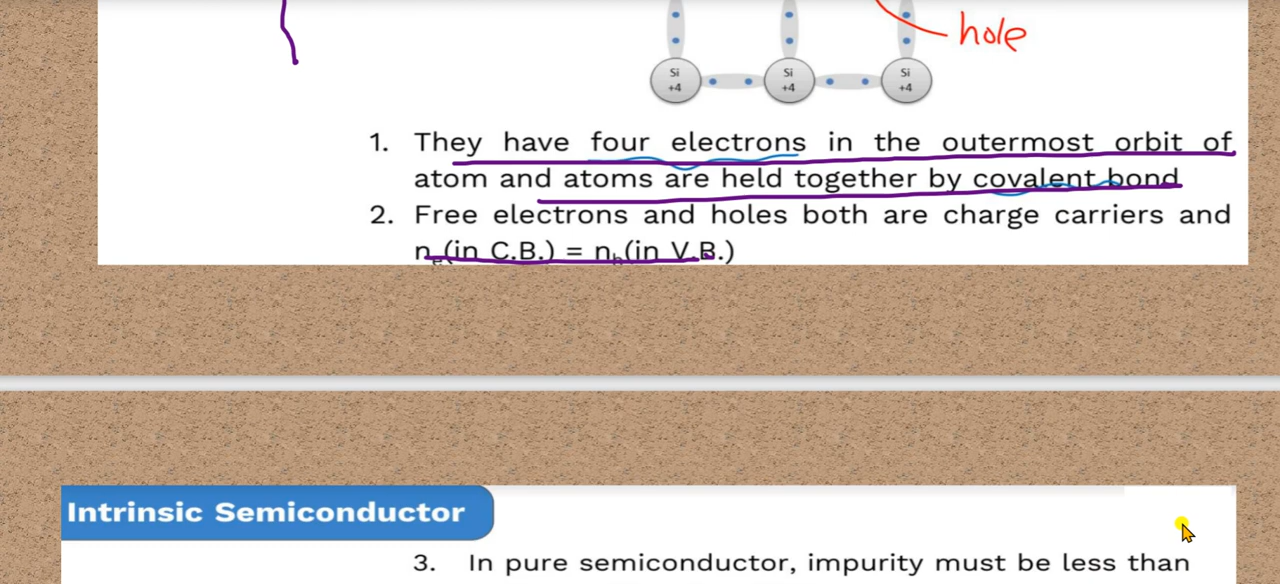 hole
Si Si Si
+4 +4 +4
1. They have four electrons in the outermost orbit of
atom and atoms are held together by covalent bond
2. Free electrons and holes both are charge carriers and
nₑ(in C.B.) = nₕ(in V.B.)
Intrinsic Semiconductor
3. In pure semiconductor, impurity must be less than